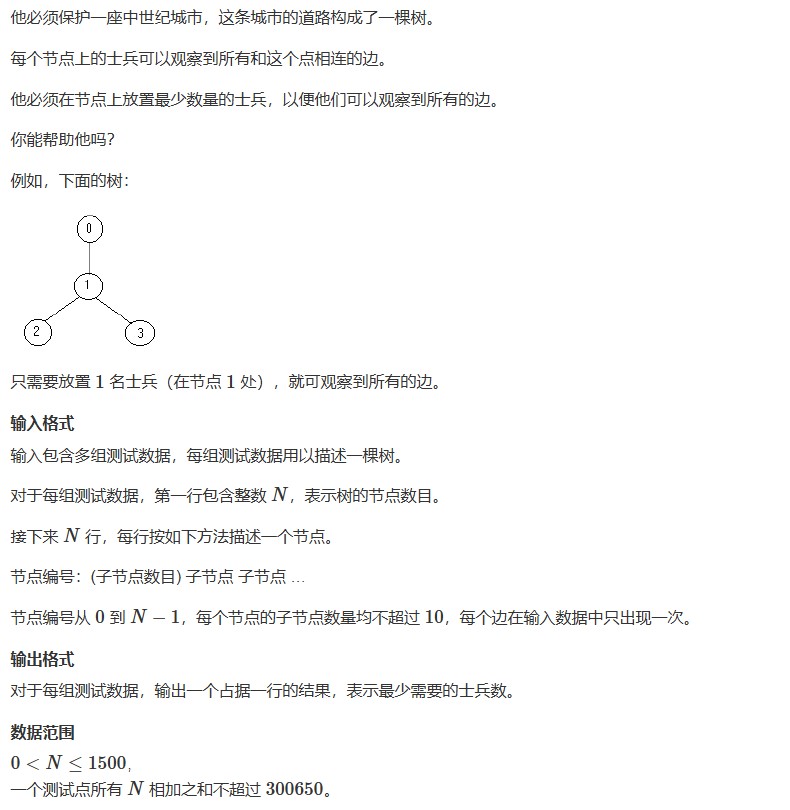 他必须保护一座中世纪城市，这条城市的道路构成了一棵树。
每个节点上的士兵可以观察到所有和这个点相连的边。
他必须在节点上放置最少数量的士兵，以便他们可以观察到所有的边。
你能帮助他吗？
例如，下面的树：
0
1
2
3
只需要放置 1 名士兵（在节点 1 处），就可观察到所有的边。
输入格式
输入包含多组测试数据，每组测试数据用以描述一棵树。
对于每组测试数据，第一行包含整数 N，表示树的节点数目。
接下来 N 行，每行按如下方法描述一个节点。
节点编号：(子节点数目) 子节点 子节点 …
节点编号从 0 到 N − 1，每个节点的子节点数量均不超过 10，每个边在输入数据中只出现一次。
输出格式
对于每组测试数据，输出一个占据一行的结果，表示最少需要的士兵数。
数据范围
0 < N ≤ 1500,
一个测试点所有 N 相加之和不超过 300650。